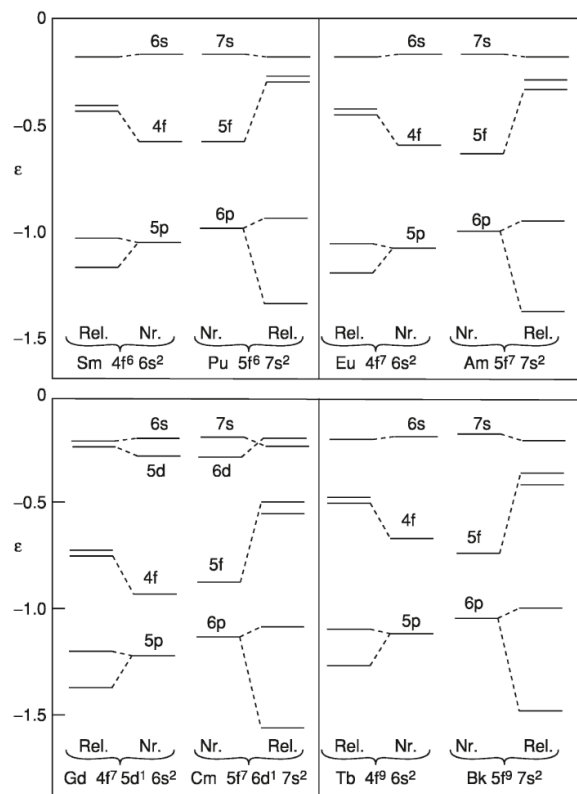 0
6s 7s 6s 7s
−0.5
4f 5f 4f 5f
ε
−1.0
5p 6p 5p 6p
−1.5
Rel. Nr. Nr. Rel. Rel. Nr. Nr. Rel.
Sm 4f⁶ 6s² Pu 5f⁶ 7s² Eu 4f⁷ 6s² Am 5f⁷ 7s²
0
6s 7s 6s 7s
5d 6d
−0.5
4f 5f 4f 5f
ε
−1.0
5p 6p 5p 6p
−1.5
Rel. Nr. Nr. Rel. Rel. Nr. Nr. Rel.
Gd 4f⁷ 5d¹ 6s² Cm 5f⁷ 6d¹ 7s² Tb 4f⁹ 6s² Bk 5f⁹ 7s²